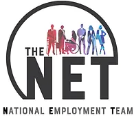 THE
NET
NATIONAL EMPLOYMENT TEAM